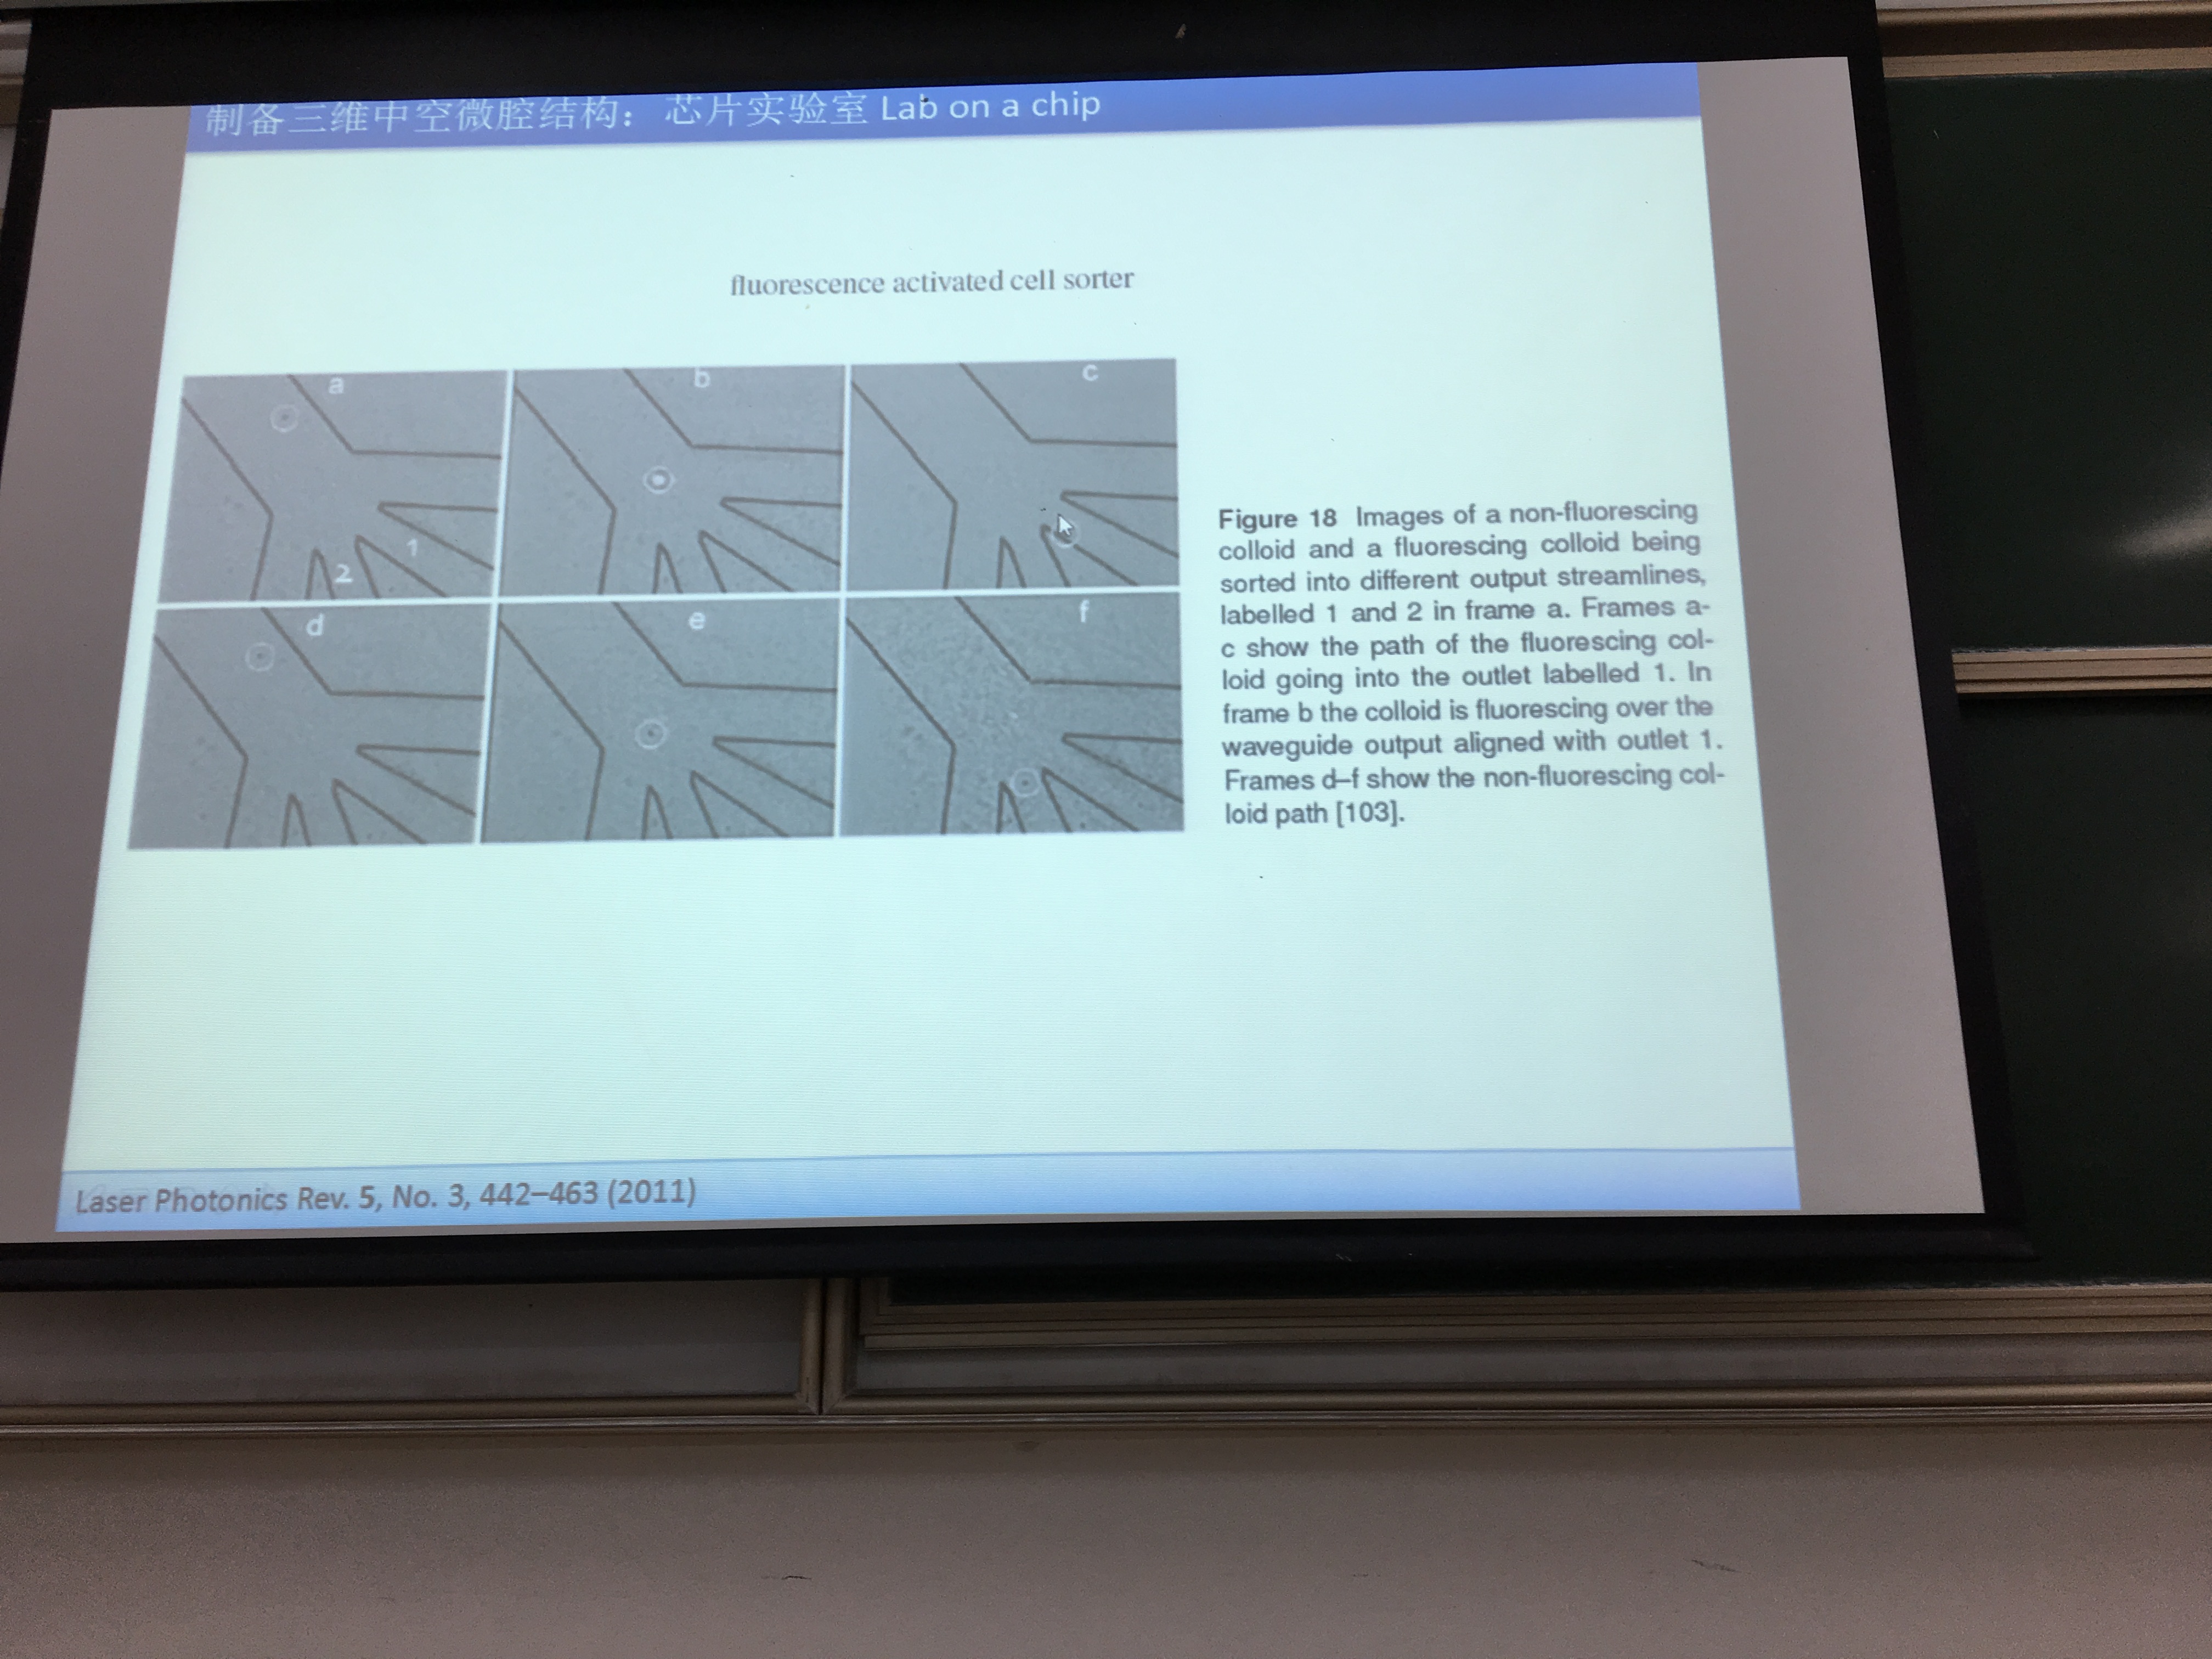 制备三维中空微腔结构：芯片实验室 Lab on a chip
fluorescence activated cell sorter
a
b
c
1
2
d
e
f
Figure 18 Images of a non-fluorescing
colloid and a fluorescing colloid being
sorted into different output streamlines,
labelled 1 and 2 in frame a. Frames a-
c show the path of the fluorescing col-
loid going into the outlet labelled 1. In
frame b the colloid is fluorescing over the
waveguide output aligned with outlet 1.
Frames d–f show the non-fluorescing col-
loid path [103].
Laser Photonics Rev. 5, No. 3, 442–463 (2011)